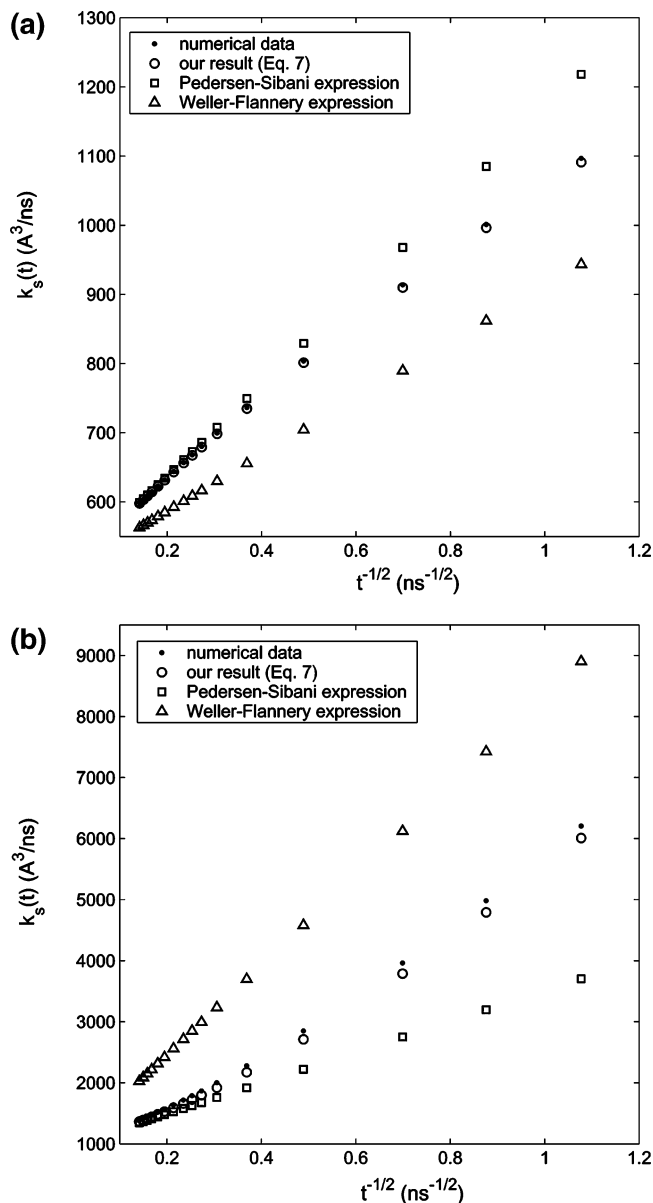 (a)
1300
1200
1100
1000
900
800
700
600
numerical data
our result (Eq. 7)
Pedersen-Sibani expression
Weller-Flannery expression
k_s(t) (A^3/ns)
0.2 0.4 0.6 0.8 1 1.2
t^-1/2 (ns^-1/2)
(b)
9000
8000
7000
6000
5000
4000
3000
2000
1000
numerical data
our result (Eq. 7)
Pedersen-Sibani expression
Weller-Flannery expression
k_s(t) (A^3/ns)
0.2 0.4 0.6 0.8 1 1.2
t^-1/2 (ns^-1/2)